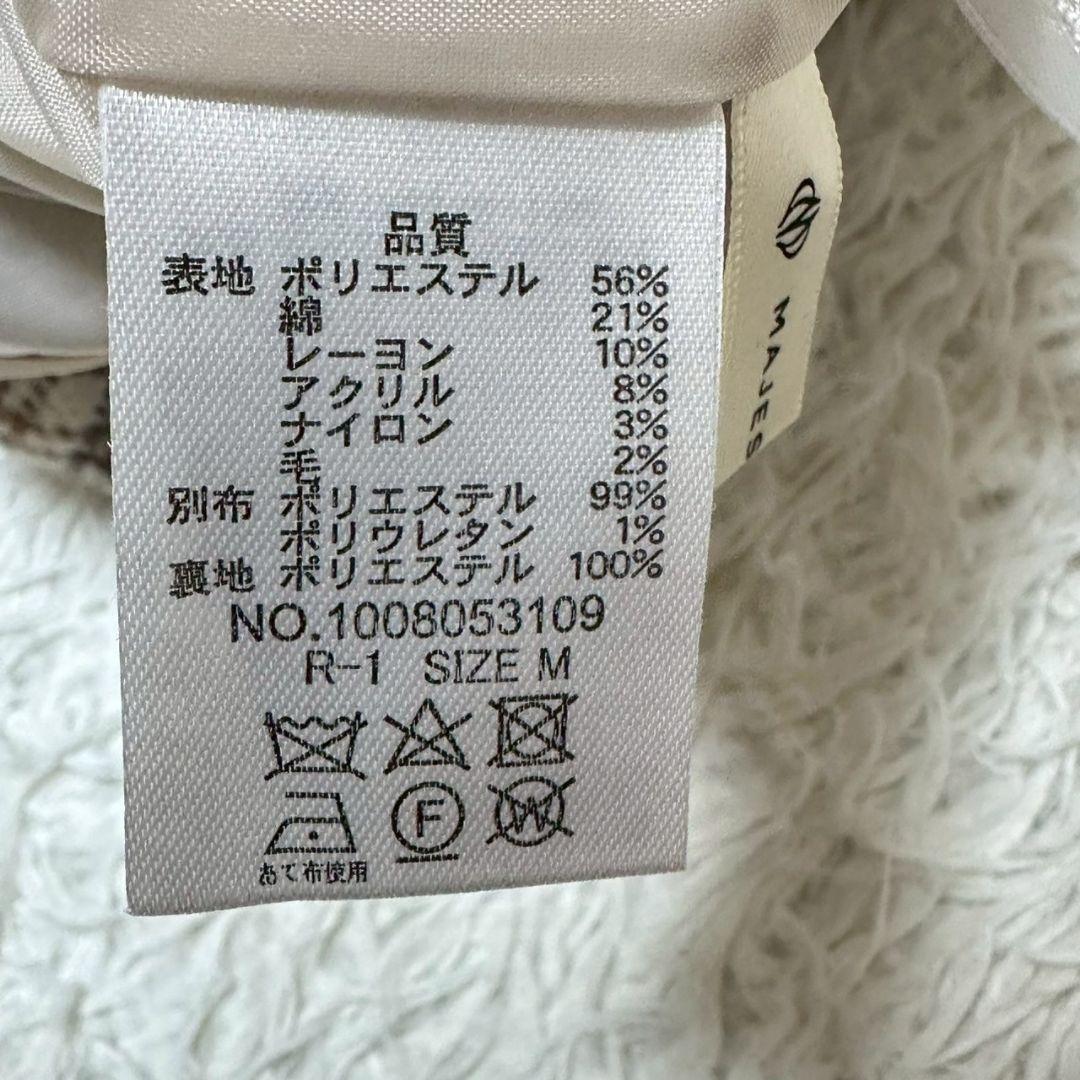 品質
表地 ポリエステル 56%
綿 21%
レーヨン 10%
アクリル 8%
ナイロン 3%
毛 2%
別布 ポリエステル 99%
ポリウレタン 1%
裏地 ポリエステル 100%
NO.1008053109
R-1 SIZE M
F
W
あて布使用
MAJES